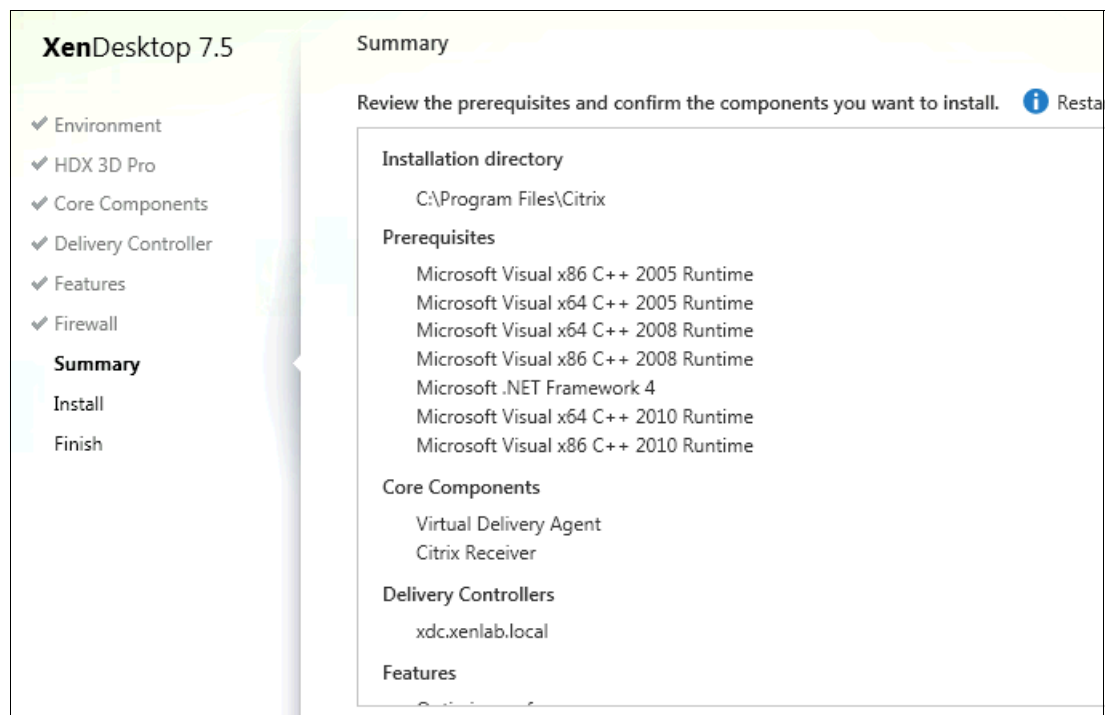 XenDesktop 7.5
Environment
HDX 3D Pro
Core Components
Delivery Controller
Features
Firewall
Summary
Install
Finish
Summary
Review the prerequisites and confirm the components you want to install.
Installation directory
C:\Program Files\Citrix
Prerequisites
Microsoft Visual x86 C++ 2005 Runtime
Microsoft Visual x64 C++ 2005 Runtime
Microsoft Visual x64 C++ 2008 Runtime
Microsoft Visual x86 C++ 2008 Runtime
Microsoft .NET Framework 4
Microsoft Visual x64 C++ 2010 Runtime
Microsoft Visual x86 C++ 2010 Runtime
Core Components
Virtual Delivery Agent
Citrix Receiver
Delivery Controllers
xdc.xenlab.local
Features